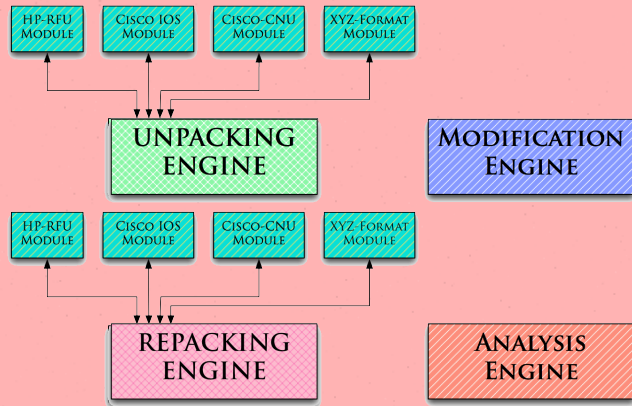 HP-RFU
Module
Cisco IOS
Module
Cisco-CNU
Module
XYZ-Format
Module
UNPACKING
ENGINE
Modification
Engine
HP-RFU
Module
Cisco IOS
Module
Cisco-CNU
Module
XYZ-Format
Module
REPACKING
ENGINE
Analysis
Engine